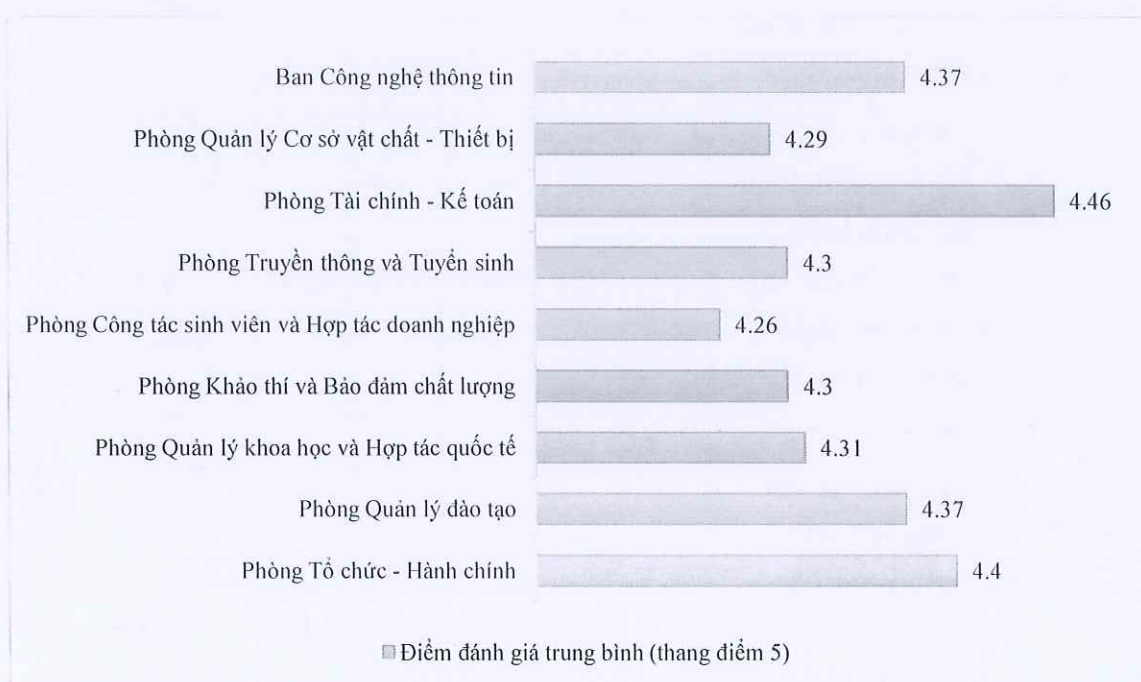 Ban Công nghệ thông tin 4.37
Phòng Quản lý Cơ sở vật chất - Thiết bị 4.29
Phòng Tài chính - Kế toán 4.46
Phòng Truyền thông và Tuyển sinh 4.3
Phòng Công tác sinh viên và Hợp tác doanh nghiệp 4.26
Phòng Khảo thí và Bảo đảm chất lượng 4.3
Phòng Quản lý khoa học và Hợp tác quốc tế 4.31
Phòng Quản lý đào tạo 4.37
Phòng Tổ chức - Hành chính 4.4
Điểm đánh giá trung bình (thang điểm 5)